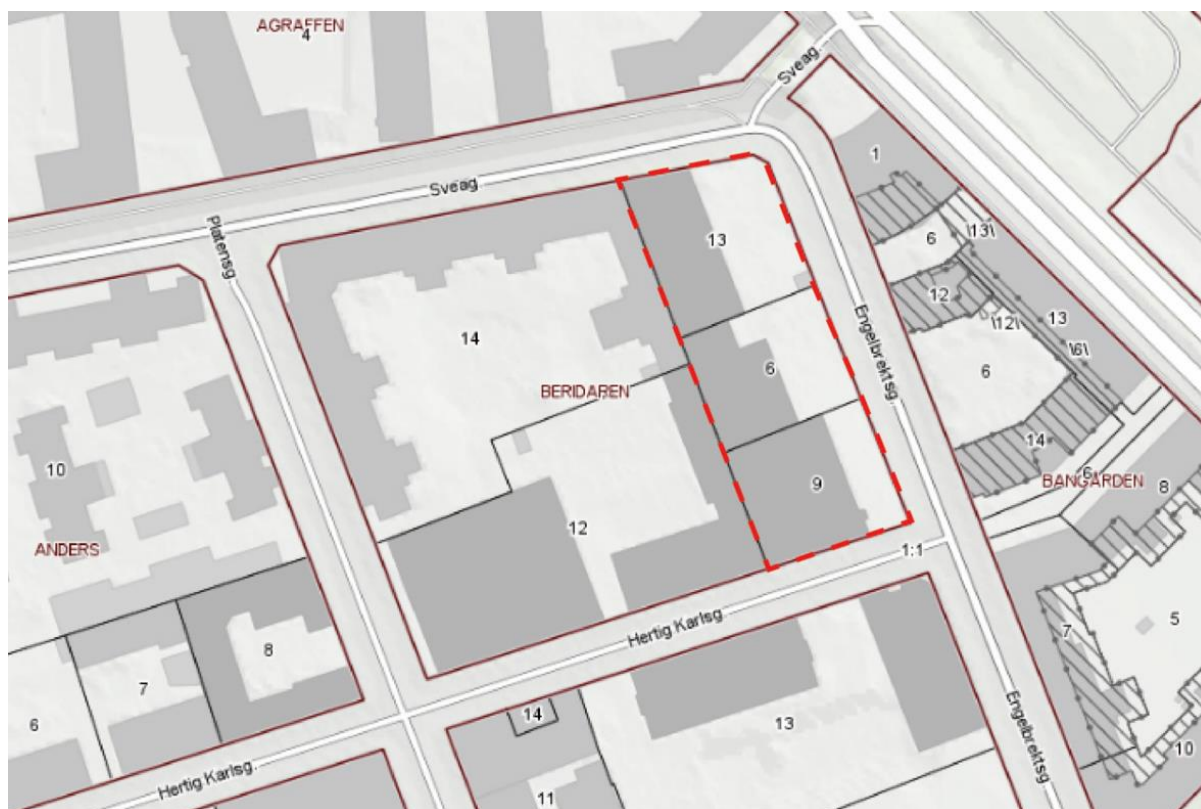 AGRAFFEN
4
Sveag
1
Sveag
Platensg
13
6
\13\
12
\12\
13
\6\
14
6
Engelbrektsg
6
BERIDAREN
10
14
6
BANGÅRDEN
9
8
12
ANDERS
1:1
5
7
8
Hertig Karlsg
7
14
13
Engelbrektsg
6
10
Hertig Karlsg
11